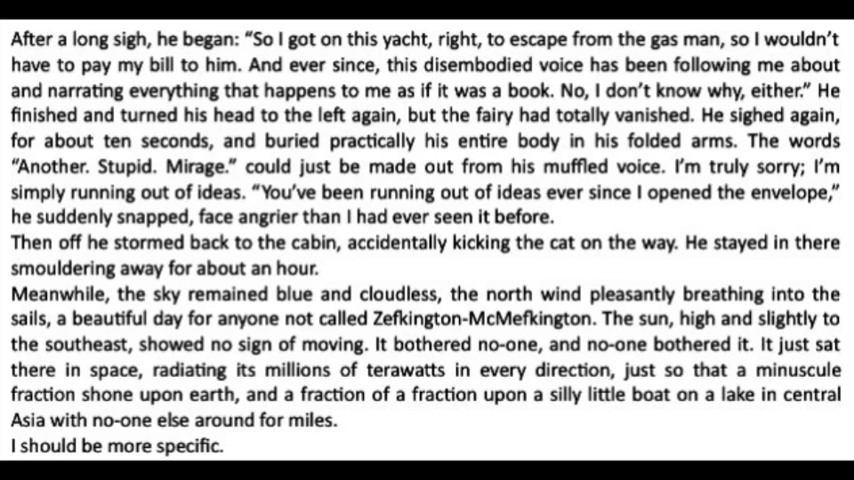 After a long sigh, he began: “So I got on this yacht, right, to escape from the gas man, so I wouldn’t
have to pay my bill to him. And ever since, this disembodied voice has been following me about
and narrating everything that happens to me as if it was a book. No, I don’t know why, either.” He
finished and turned his head to the left again, but the fairy had totally vanished. He sighed again,
for about ten seconds, and buried practically his entire body in his folded arms. The words
“Another. Stupid. Mirage.” could just be made out from his muffled voice. I’m truly sorry; I’m
simply running out of ideas. “You’ve been running out of ideas ever since I opened the envelope,”
he suddenly snapped, face angrier than I had ever seen it before.
Then off he stormed back to the cabin, accidentally kicking the cat on the way. He stayed in there
smouldering away for about an hour.
Meanwhile, the sky remained blue and cloudless, the north wind pleasantly breathing into the
sails, a beautiful day for anyone not called Zefkington-McMefkington. The sun, high and slightly to
the southeast, showed no sign of moving. It bothered no-one, and no-one bothered it. It just sat
there in space, radiating its millions of terawatts in every direction, just so that a minuscule
fraction shone upon earth, and a fraction of a fraction upon a silly little boat on a lake in central
Asia with no-one else around for miles.
I should be more specific.